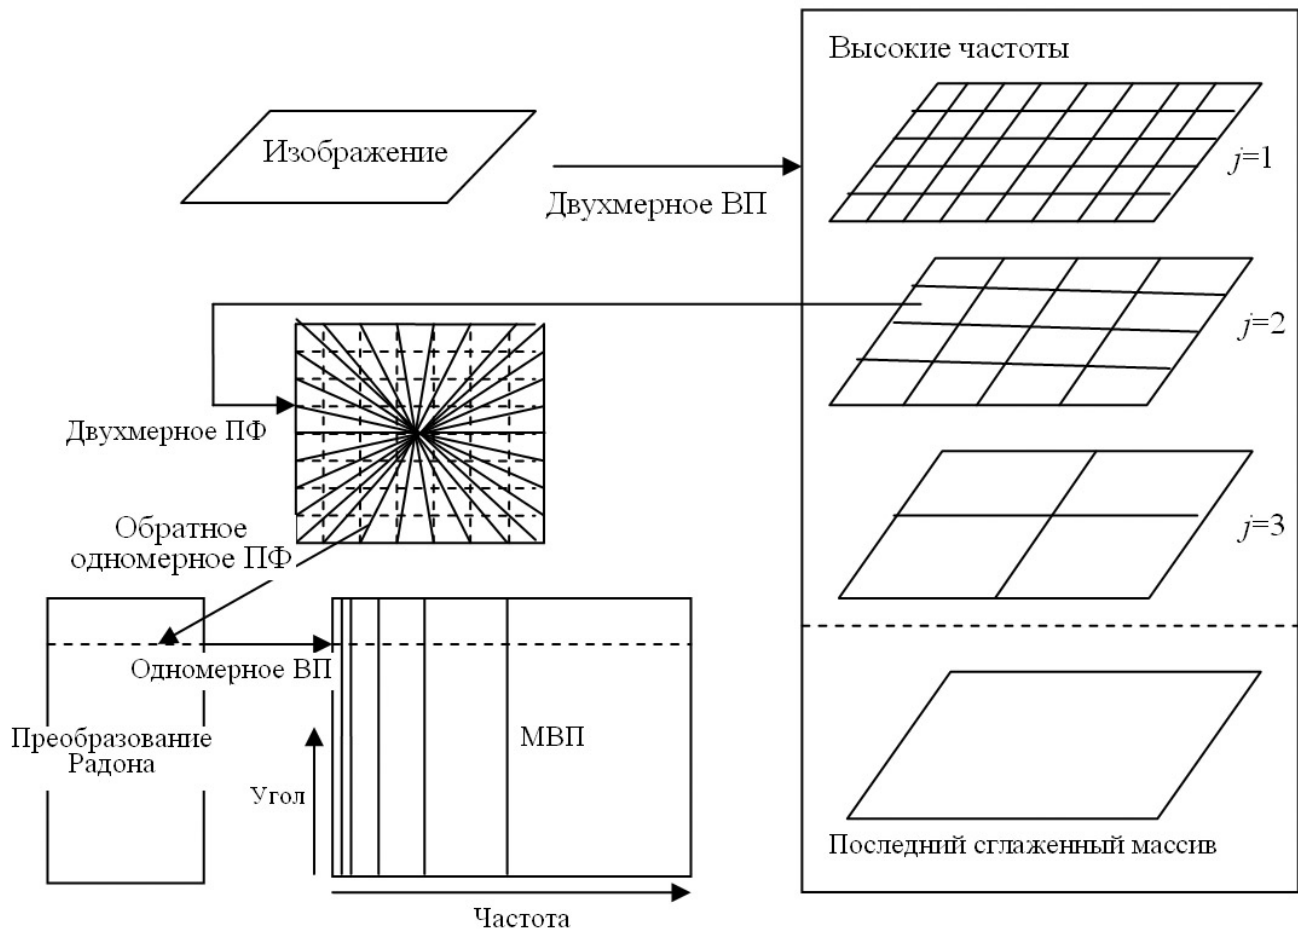 Высокие частоты
Изображение
j=1
Двухмерное ВП
j=2
Двухмерное ПФ
j=3
Обратное
одномерное ПФ
Одномерное ВП
Преобразование
Радона
МВП
Угол
Последний сглаженный массив
Частота